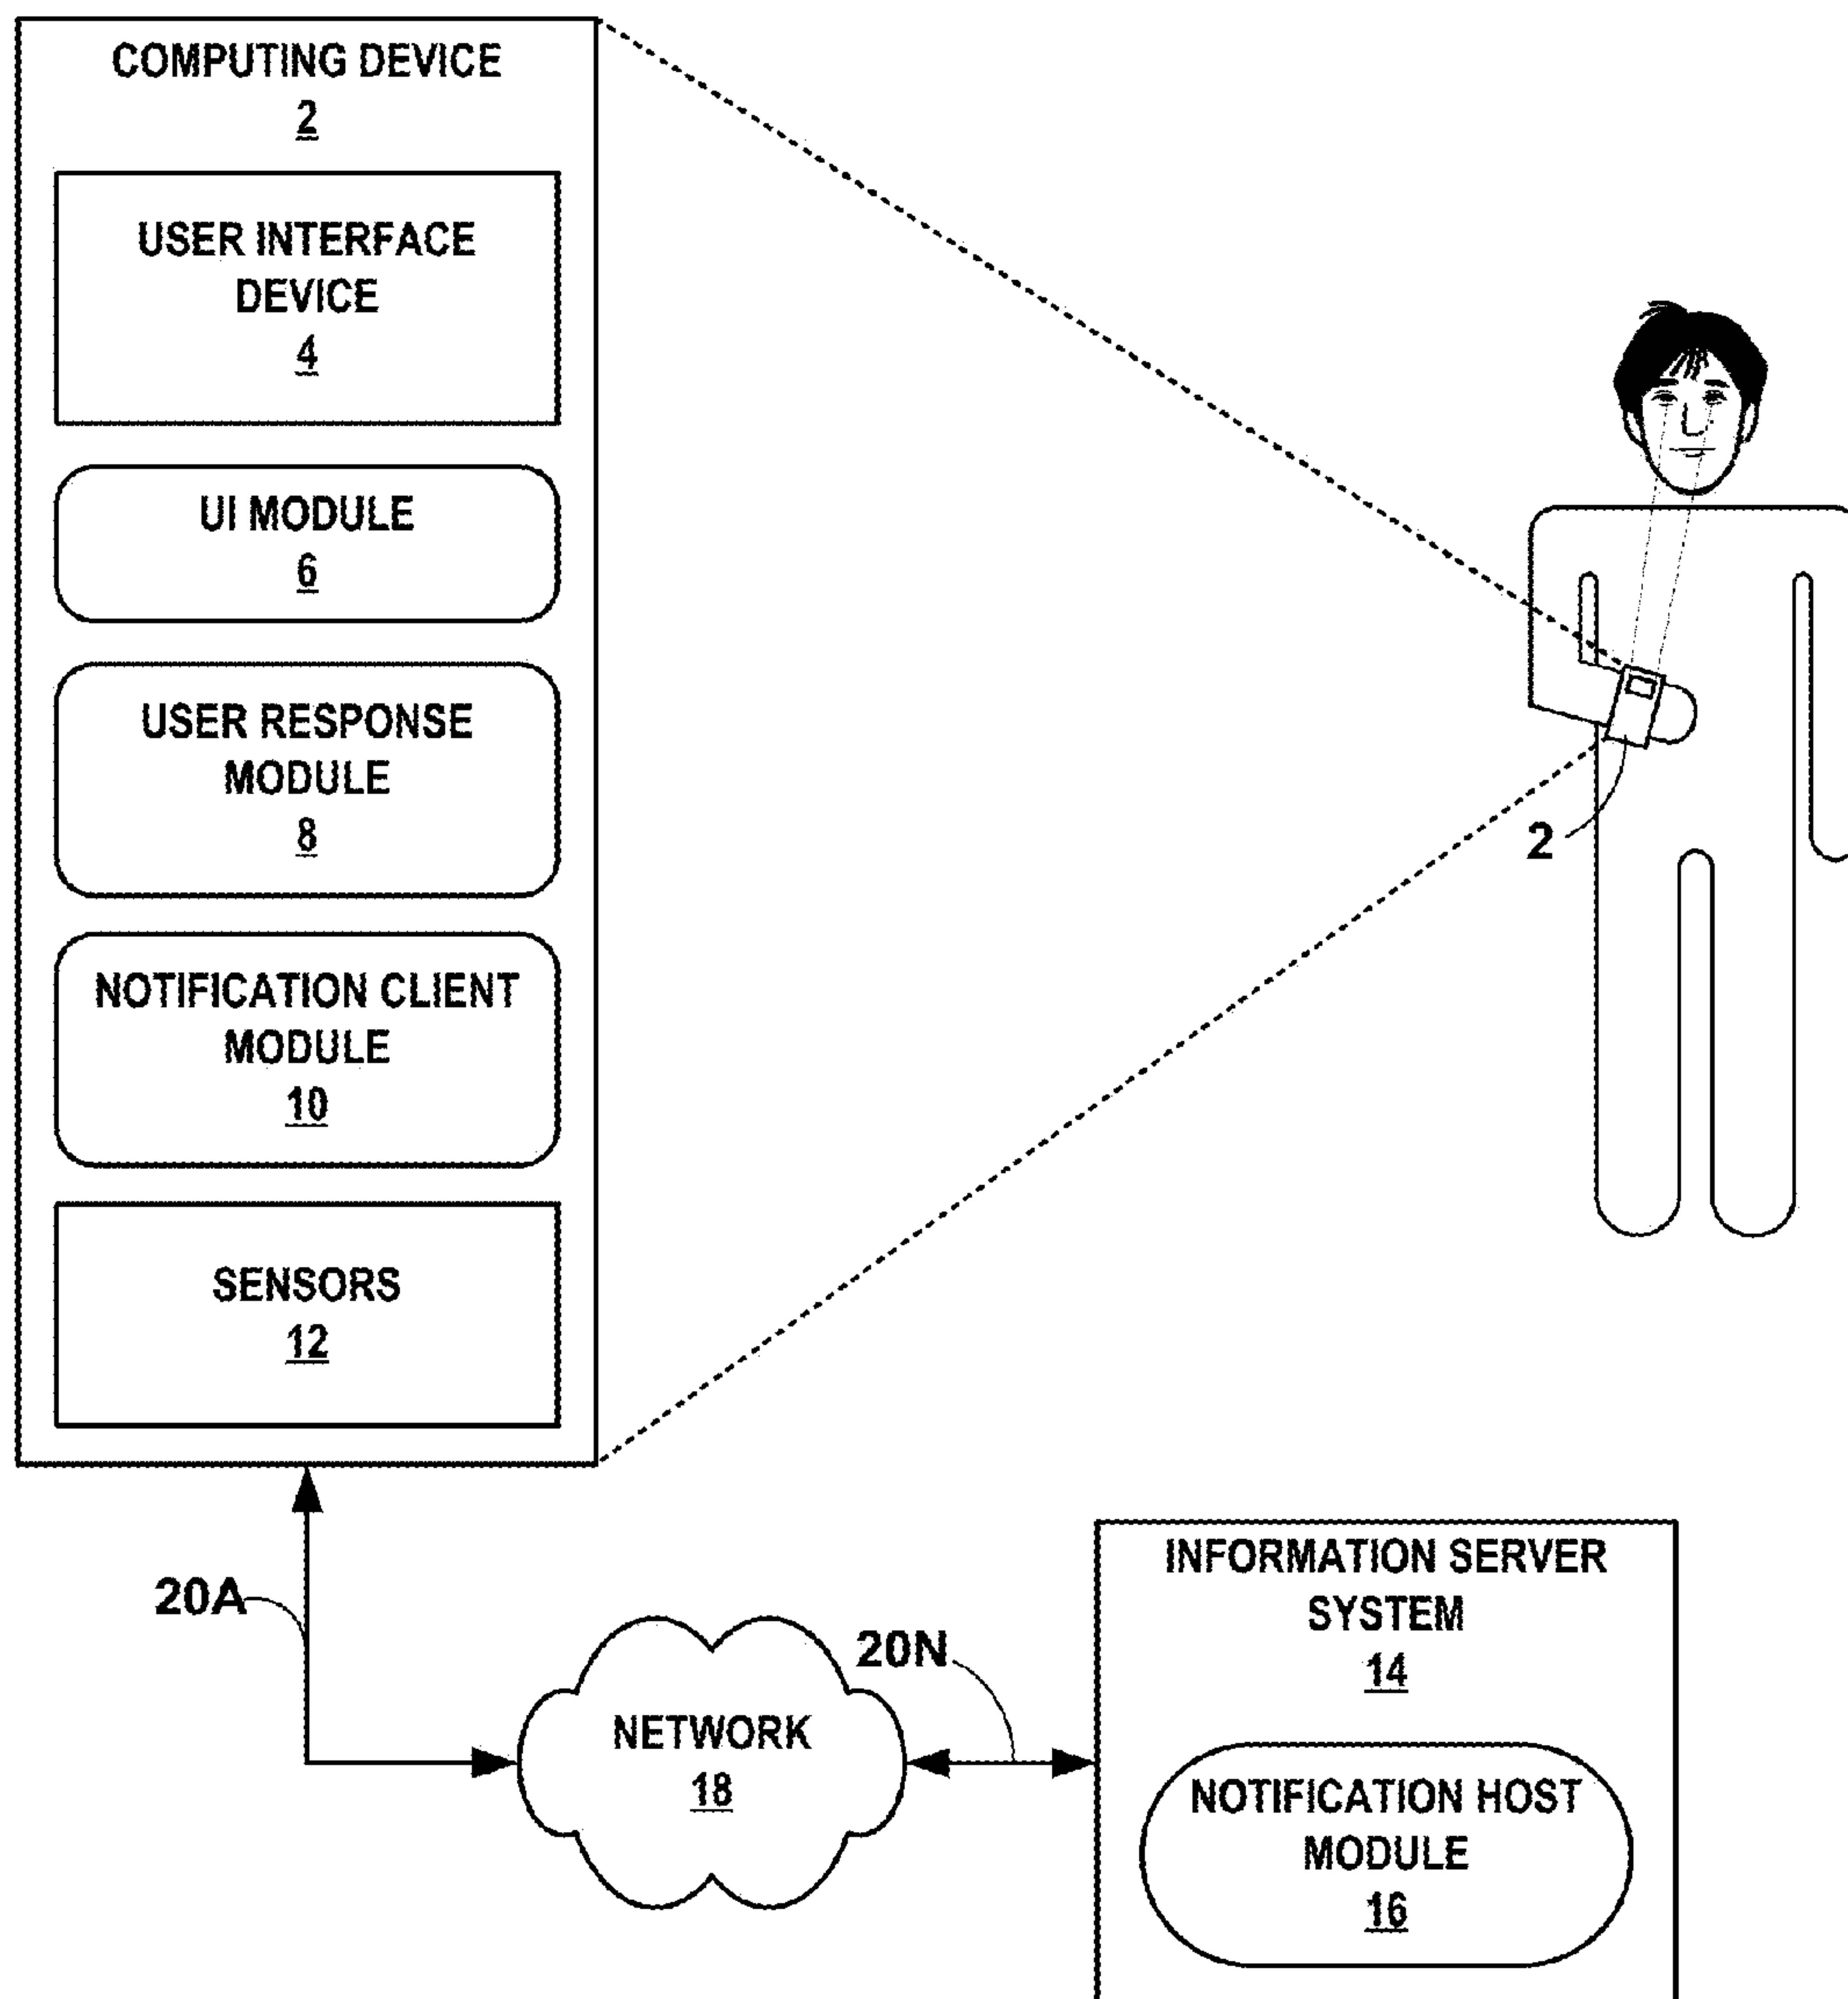 COMPUTING DEVICE
2
USER INTERFACE
DEVICE
4
UI MODULE
6
USER RESPONSE
MODULE
8
NOTIFICATION CLIENT
MODULE
10
SENSORS
12
2
20A
NETWORK
18
20N
INFORMATION SERVER
SYSTEM
14
NOTIFICATION HOST
MODULE
16